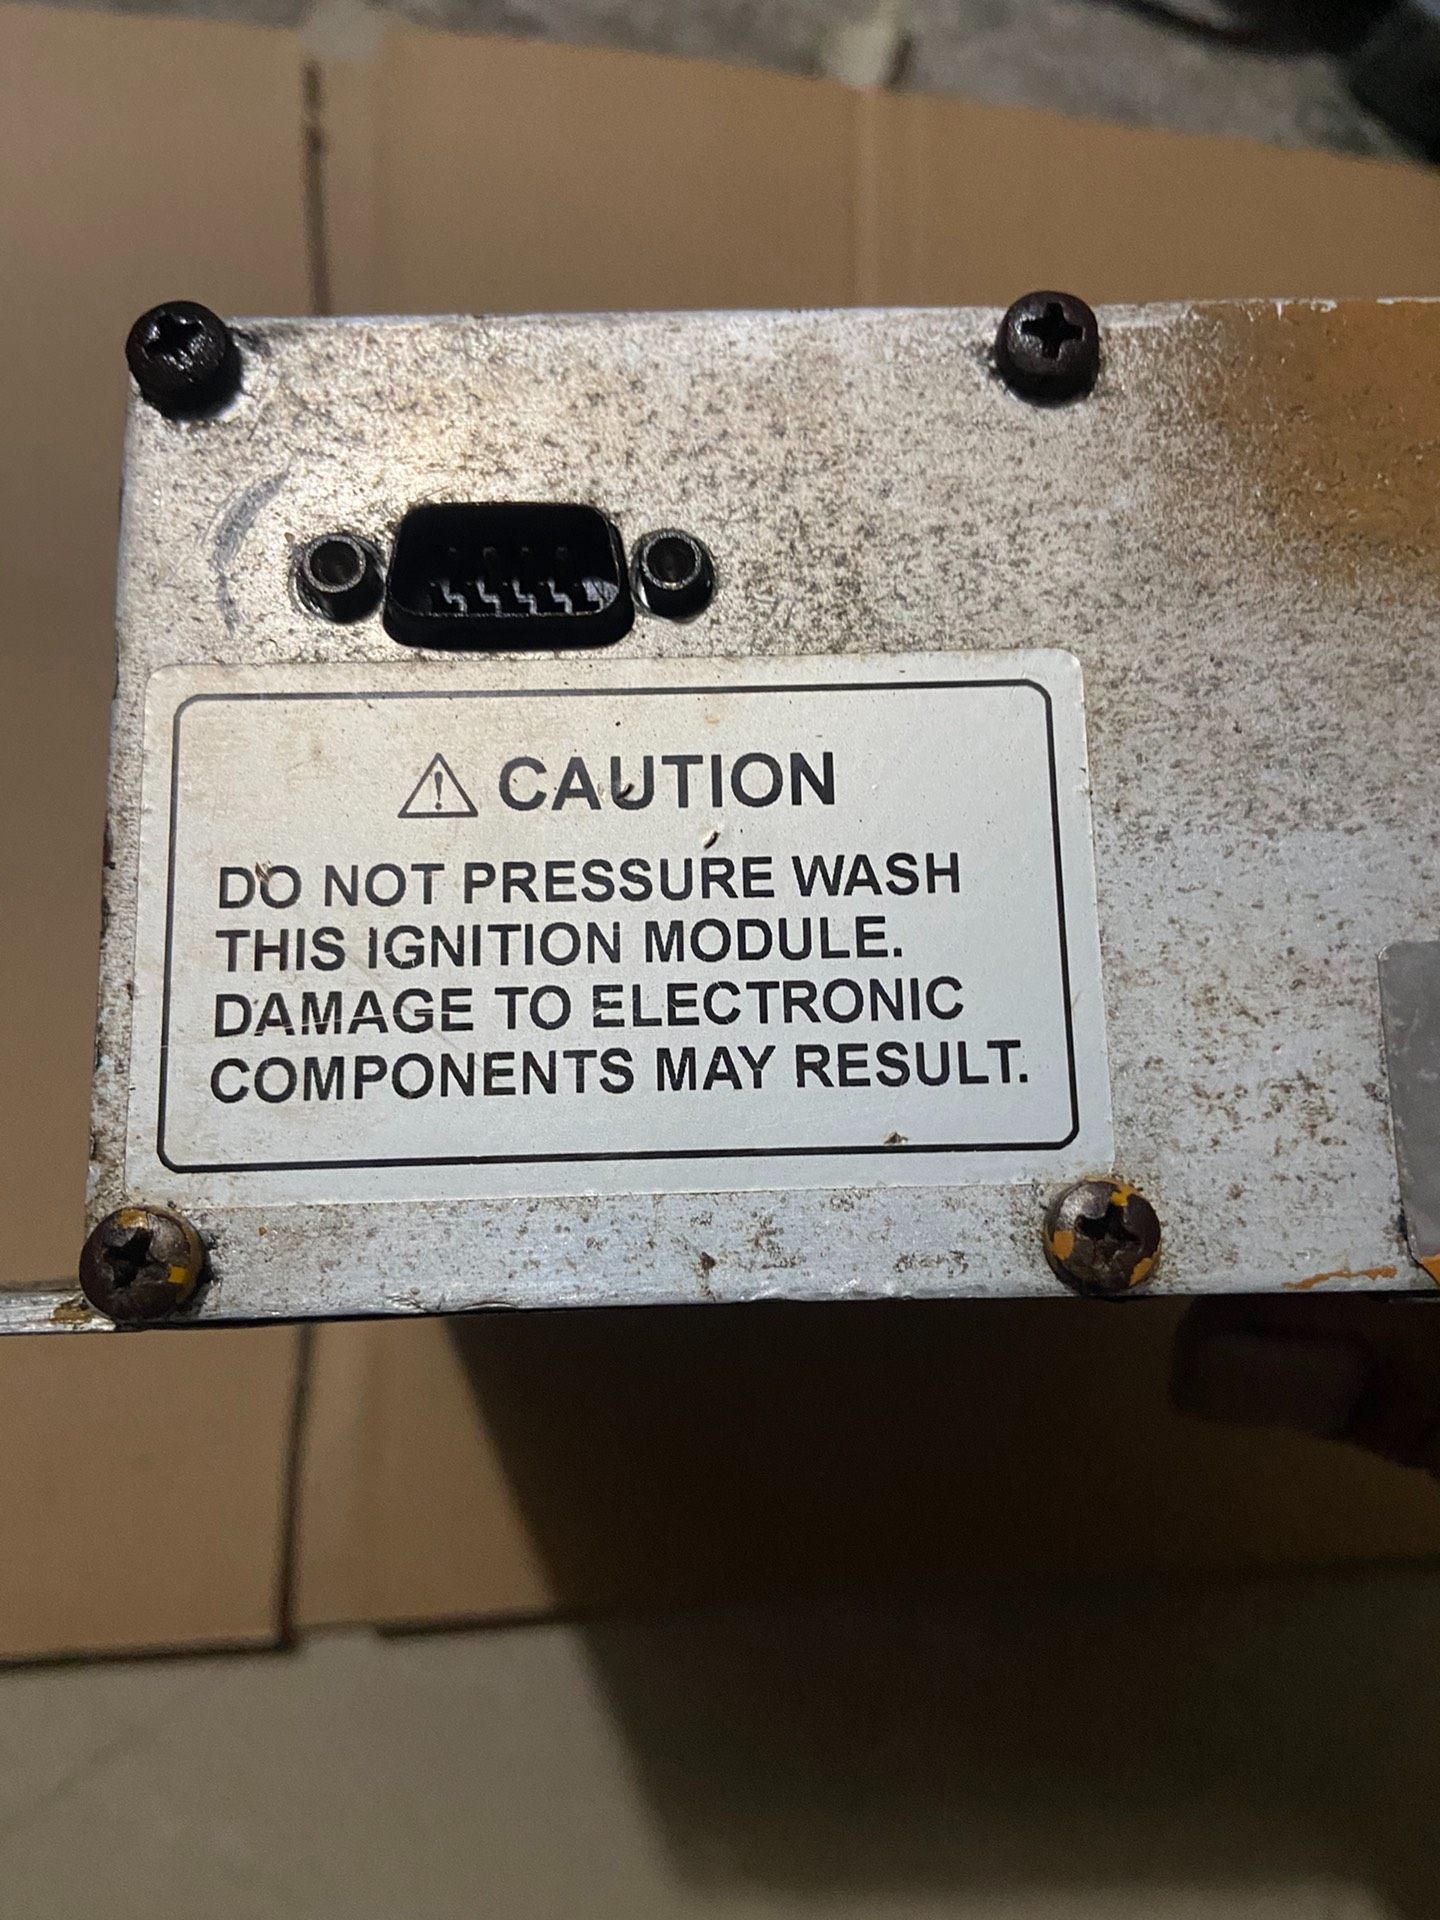 CAUTION
DO NOT PRESSURE WASH
THIS IGNITION MODULE.
DAMAGE TO ELECTRONIC
COMPONENTS MAY RESULT.